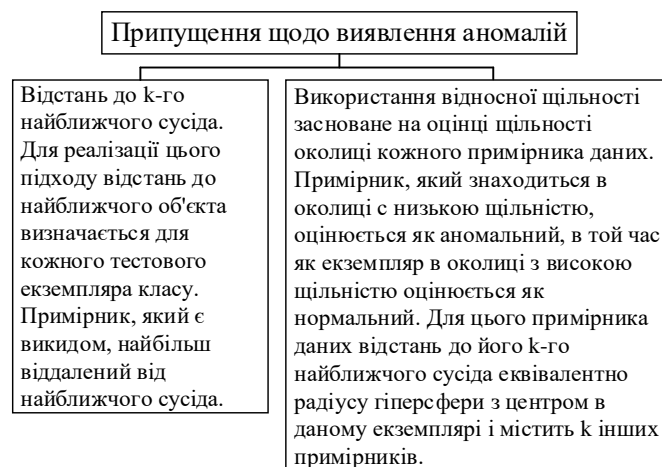 Припущення щодо виявлення аномалій
Відстань до k-го
найближчого сусіда.
Для реалізації цього
підходу відстань до
найближчого об'єкта
визначається для
кожного тестового
екземпляра класу.
Примірник, який є
викидом, найбільш
віддалений від
найближчого сусіда.
Використання відносної щільності
засноване на оцінці щільності
околиці кожного примірника даних.
Примірник, який знаходиться в
околиці с низькою щільністю,
оцінюється як аномальний, в той час
як екземпляр в околиці з високою
щільністю оцінюється як
нормальний. Для цього примірника
даних відстань до його k-го
найближчого сусіда еквівалентно
радіусу гіперсфери з центром в
даному екземплярі і містить k інших
примірників.